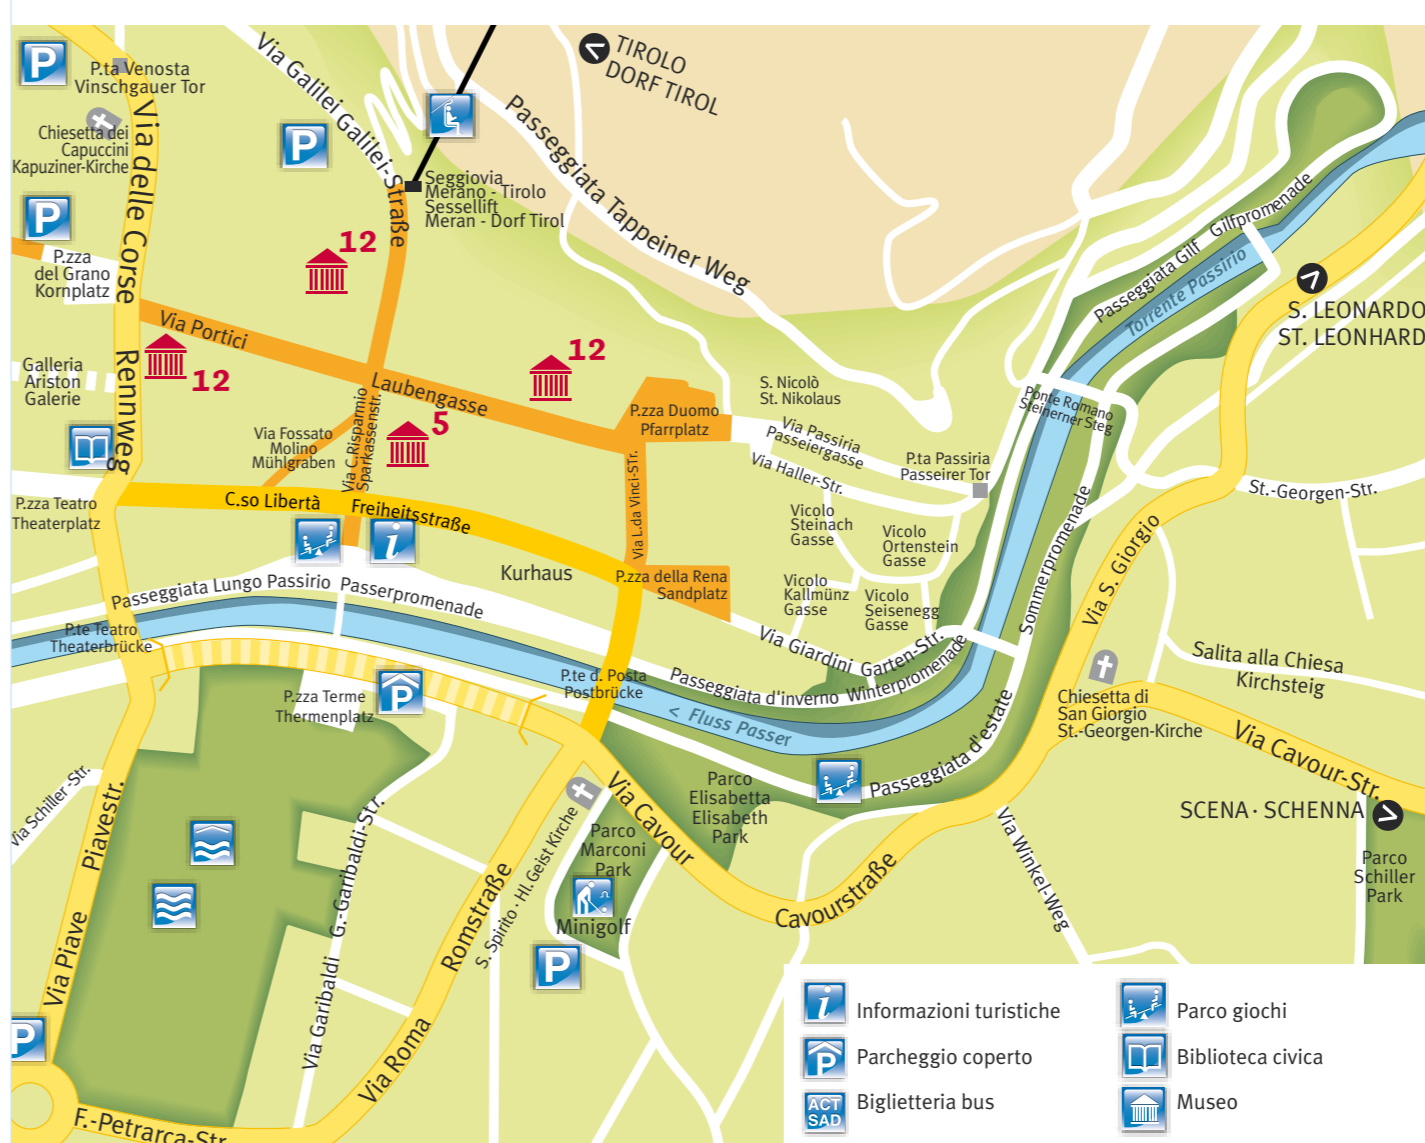 P
P.ta Venosta
Vinschgauer Tor
Chiesetta dei
Capuccini
Kapuziner-Kirche
Via delle Corse
Rennweg
P
P.zza
del Grano
Kornplatz
Via Galilei Galilei-Straße
P
TIROLO
DORF TIROL
Passeggiata Tappeiner Weg
Seggiovia
Merano - Tirolo
Sessellift
Meran - Dorf Tirol
12
Via Portici
12
Laubengasse
12
5
Galleria
Ariston
Galerie
Via Fossato
Molino
Mühlgraben
Via C.Risparmio
Sparkassenstr.
P.zza Duomo
Pfarrplatz
S. Nicolò
St. Nikolaus
Via Passiria
Passeiergasse
Via Haller-Str.
P.ta Passiria
Passeirer Tor
Passeggiata Gilf Gilfpromenade
Torrente Passirio
Ponte Romano
Steinerner Steg
S. LEONARDO
ST. LEONHARD
St.-Georgen-Str.
P.zza Teatro
Theaterplatz
C.so Libertà Freiheitsstraße
i
Via L.da Vinci-STr.
Kurhaus
P.zza della Rena
Sandplatz
Vicolo
Steinach
Gasse
Vicolo
Ortenstein
Gasse
Vicolo
Kallmünz
Gasse
Vicolo
Seisenegg
Gasse
Sommerpromenade
Via S. Giorgio
Passeggiata Lungo Passirio Passerpromenade
P.te Teatro
Theaterbrücke
Via Giardini Garten-Str.
Passeggiata d'inverno Winterpromenade
Salita alla Chiesa
Kirchsteig
P.zza Terme
Thermenplatz
P
P.te d. Posta
Postbrücke
< Fluss Passer
Passeggiata d'estate
Chiesetta di
San Giorgio
St.-Georgen-Kirche
Via Cavour-Str.
SCENA · SCHENNA
Via Schiller-Str.
Via Piave Piavestr.
Via Garibaldi G.-Garibaldi-Str.
Via Roma Romstraße
S. Spirito · Hl. Geist Kirche
Via Cavour
Cavourstraße
Parco
Elisabetta
Elisabeth
Park
Parco
Marconi
Park
Minigolf
P
Via Winkel-Weg
Parco
Schiller
Park
P
F.-Petrarca-Str.
i Informazioni turistiche
P Parcheggio coperto
ACT
SAD Biglietteria bus
Parco giochi
Biblioteca civica
Museo